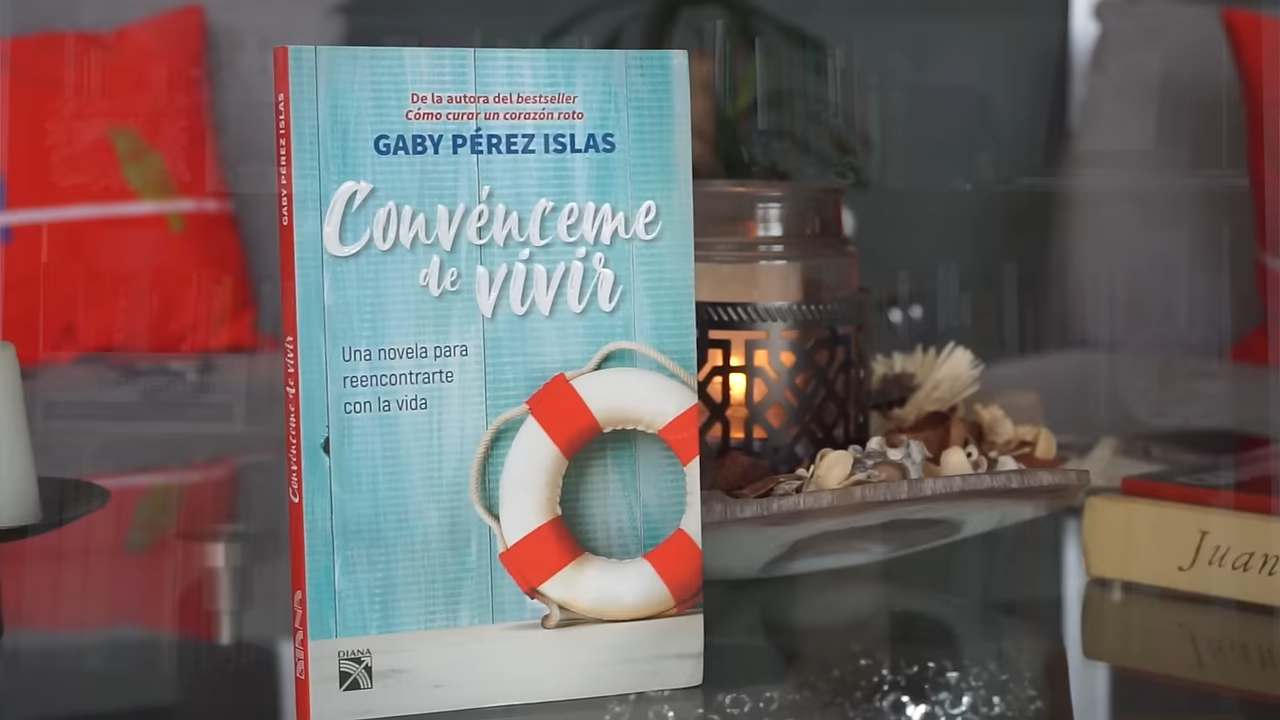 De la autora del bestseller
Cómo curar un corazón roto
GABY PÉREZ ISLAS
Convénceme
de vivir
Una novela para
reencontrarte
con la vida
DIANA
GABY PÉREZ ISLAS
Convénceme de vivir
DIANA
Juan